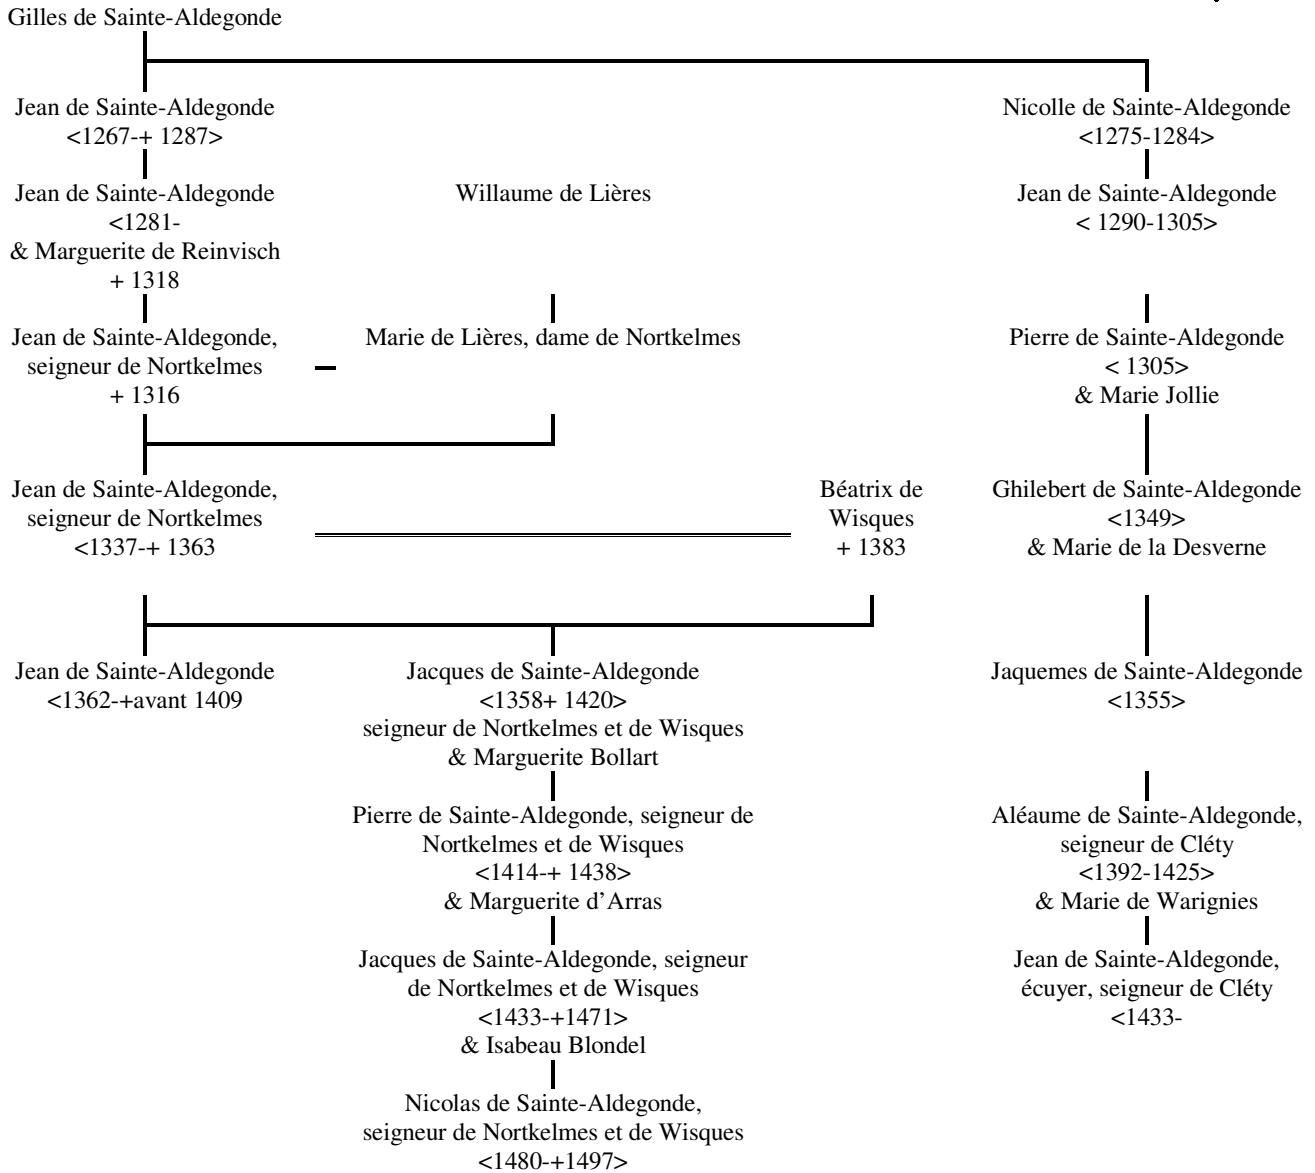 Gilles de Sainte-Aldegonde
Jean de Sainte-Aldegonde
<1267-+ 1287>
Nicolle de Sainte-Aldegonde
<1275-1284>
Jean de Sainte-Aldegonde
<1281-
& Marguerite de Reinvisch
+ 1318
Willaume de Lières
Jean de Sainte-Aldegonde
< 1290-1305>
Jean de Sainte-Aldegonde,
seigneur de Nortkelmes
+ 1316
Marie de Lières, dame de Nortkelmes
Pierre de Sainte-Aldegonde
< 1305>
& Marie Jollie
Jean de Sainte-Aldegonde,
seigneur de Nortkelmes
<1337-+ 1363
Béatrix de
Wisques
+ 1383
Ghilebert de Sainte-Aldegonde
<1349>
& Marie de la Desverne
Jean de Sainte-Aldegonde
<1362-+avant 1409
Jacques de Sainte-Aldegonde
<1358+ 1420>
seigneur de Nortkelmes et de Wisques
& Marguerite Bollart
Jaquemes de Sainte-Aldegonde
<1355>
Pierre de Sainte-Aldegonde, seigneur de
Nortkelmes et de Wisques
<1414-+ 1438>
& Marguerite d’Arras
Aléaume de Sainte-Aldegonde,
seigneur de Cléty
<1392-1425>
& Marie de Warignies
Jacques de Sainte-Aldegonde, seigneur
de Nortkelmes et de Wisques
<1433-+1471>
& Isabeau Blondel
Jean de Sainte-Aldegonde,
écuyer, seigneur de Cléty
<1433-
Nicolas de Sainte-Aldegonde,
seigneur de Nortkelmes et de Wisques
<1480-+1497>